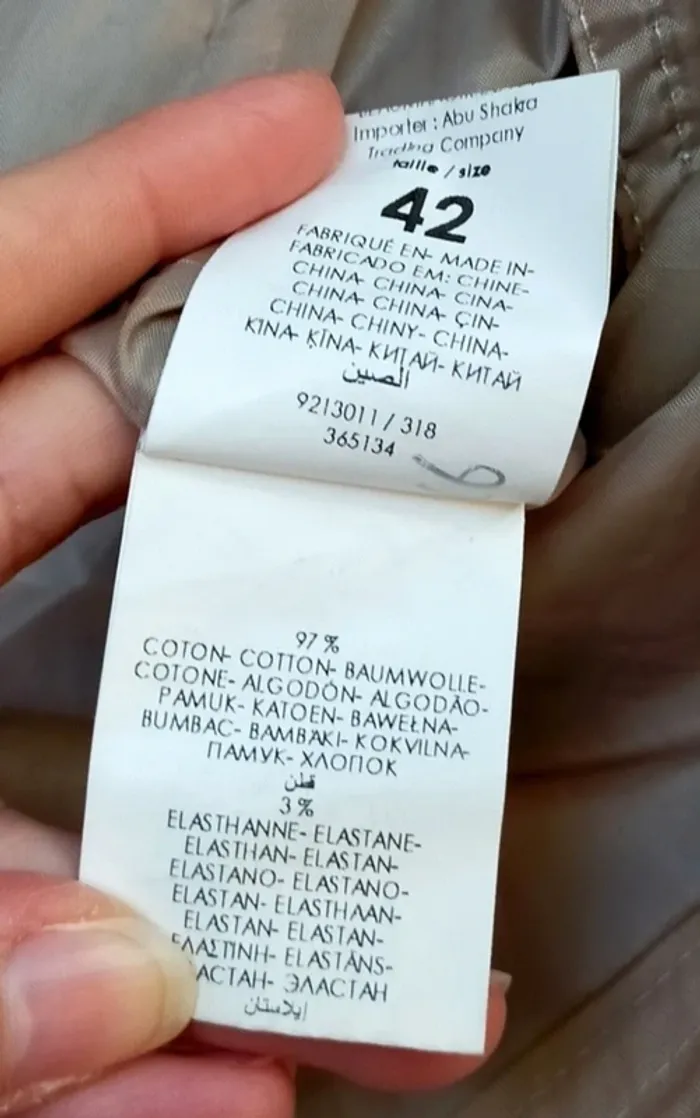 Importer : Abu Shakra
Trading Company
taille / size
42
FABRIQUÉ EN- MADE IN-
FABRICADO EM: CHINE-
CHINA- CHINA- CINA-
CHINA- CHINA- ÇIN-
CHINA- CHINY- CHINA-
KINA- ĶĪNA- КИТАЙ- КИТАЙ
الصين
9213011 / 318
365134
97 %
COTON- COTTON- BAUMWOLLE-
COTONE- ALGODÓN- ALGODÃO-
PAMUK- KATOEN- BAWEŁNA-
BUMBAC- BAMBAKI- KOKVILNA-
ПАМУК- ХЛОПОК
قطن
3 %
ELASTHANNE- ELASTANE-
ELASTHAN- ELASTAN-
ELASTANO- ELASTANO-
ELASTAN- ELASTHAAN-
ELASTAN- ELASTAN-
ΕΛΑΣΤΙΝΗ- ELASTĀNS-
ЛАСТАН- ЭЛАСТАН
إيلاستان